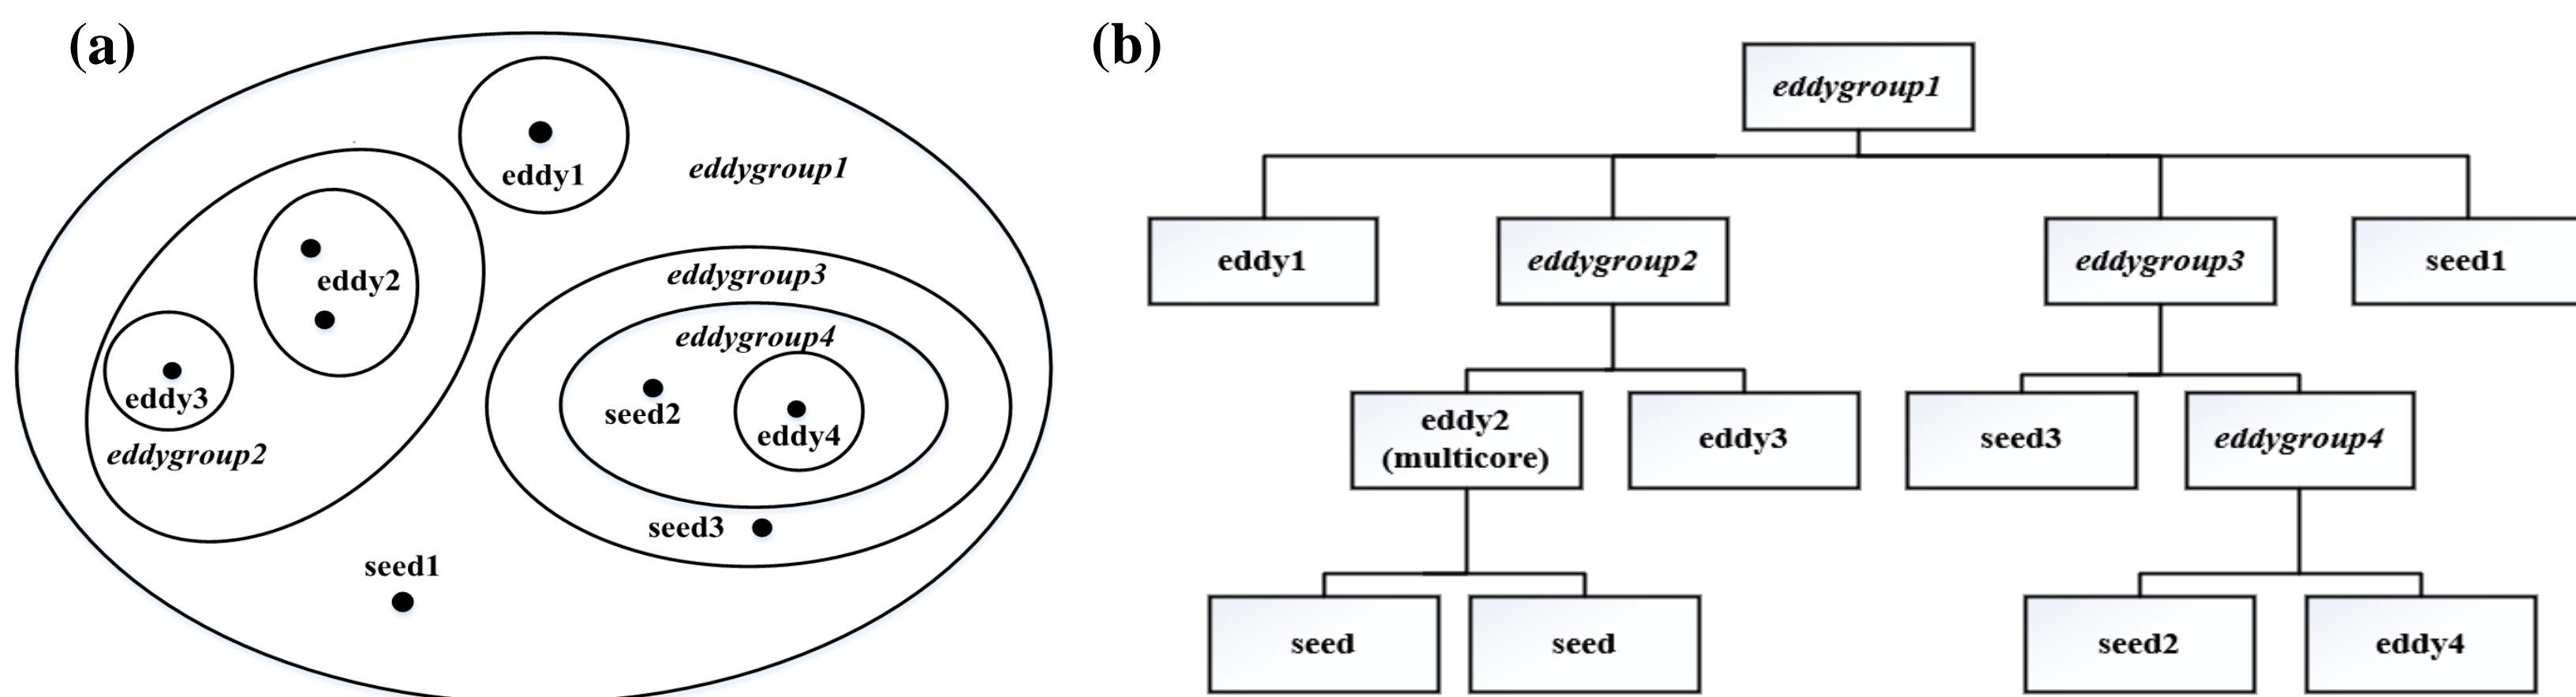 (a)
eddy1
eddygroup1
eddy2
eddy3
eddygroup2
eddygroup3
eddygroup4
seed2
eddy4
seed3
seed1
(b)
eddygroup1
eddy1
eddygroup2
eddygroup3
seed1
eddy2
(multicore)
eddy3
seed3
eddygroup4
seed
seed
seed2
eddy4